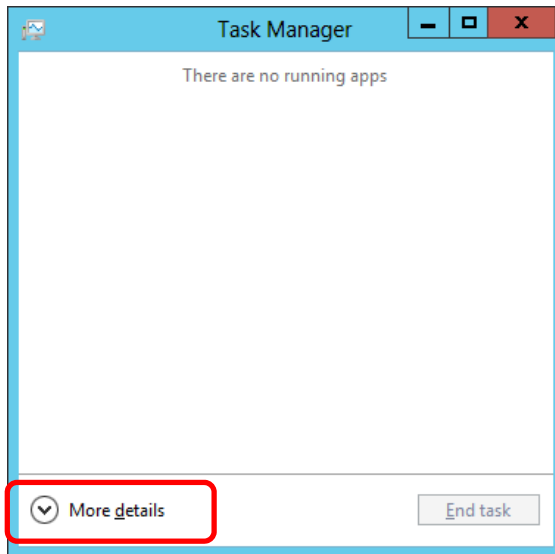 Task Manager
There are no running apps
More details
End task